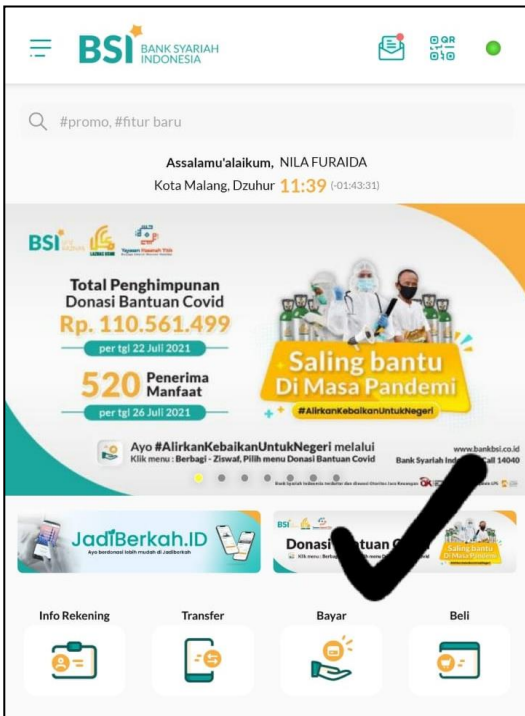 BSI BANK SYARIAH
INDONESIA
QR
#promo, #fitur baru
Assalamu'alaikum, NILA FURAIDA
Kota Malang, Dzuhur 11:39 (-01:43:31)
BSI
Total Penghimpunan
Donasi Bantuan Covid
Rp. 110.561.499
per tgl 22 Juli 2021
520 Penerima
Manfaat
per tgl 26 Juli 2021
Saling bantu
Di Masa Pandemi
#AlirkanKebaikanUntukNegeri
Ayo #AlirkanKebaikanUntukNegeri melalui
Klik menu : Berbagi - Ziswaf, Pilih menu Donasi Bantuan Covid
www.bankbsi.co.id
Bank Syariah Call 14040
JadiBerkah.ID
Ayo berdonasi lebih mudah di Jadiberkah
BSI
Donasi
Saling bantu
Di Masa Pandemi
Info Rekening
Transfer
Bayar
Beli